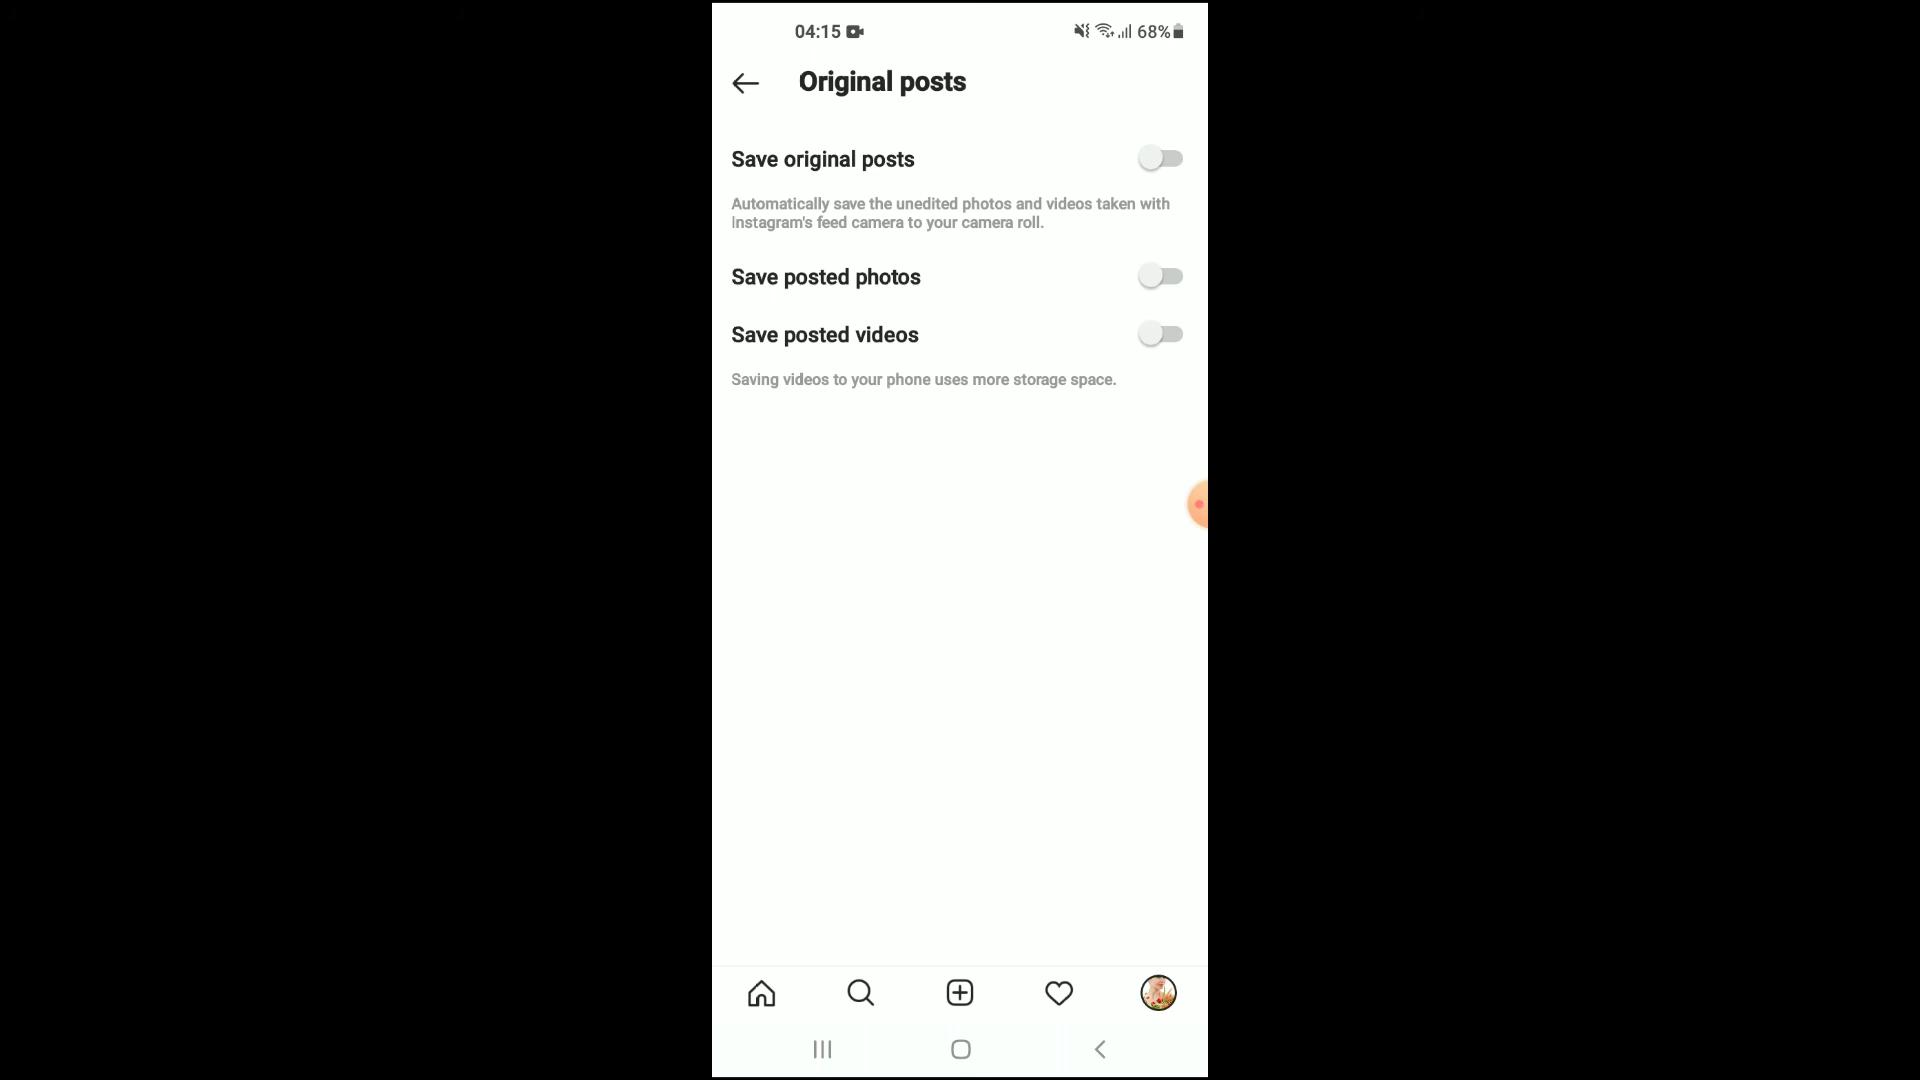 04:15
68%
Original posts
Save original posts
Automatically save the unedited photos and videos taken with
Instagram's feed camera to your camera roll.
Save posted photos
Save posted videos
Saving videos to your phone uses more storage space.